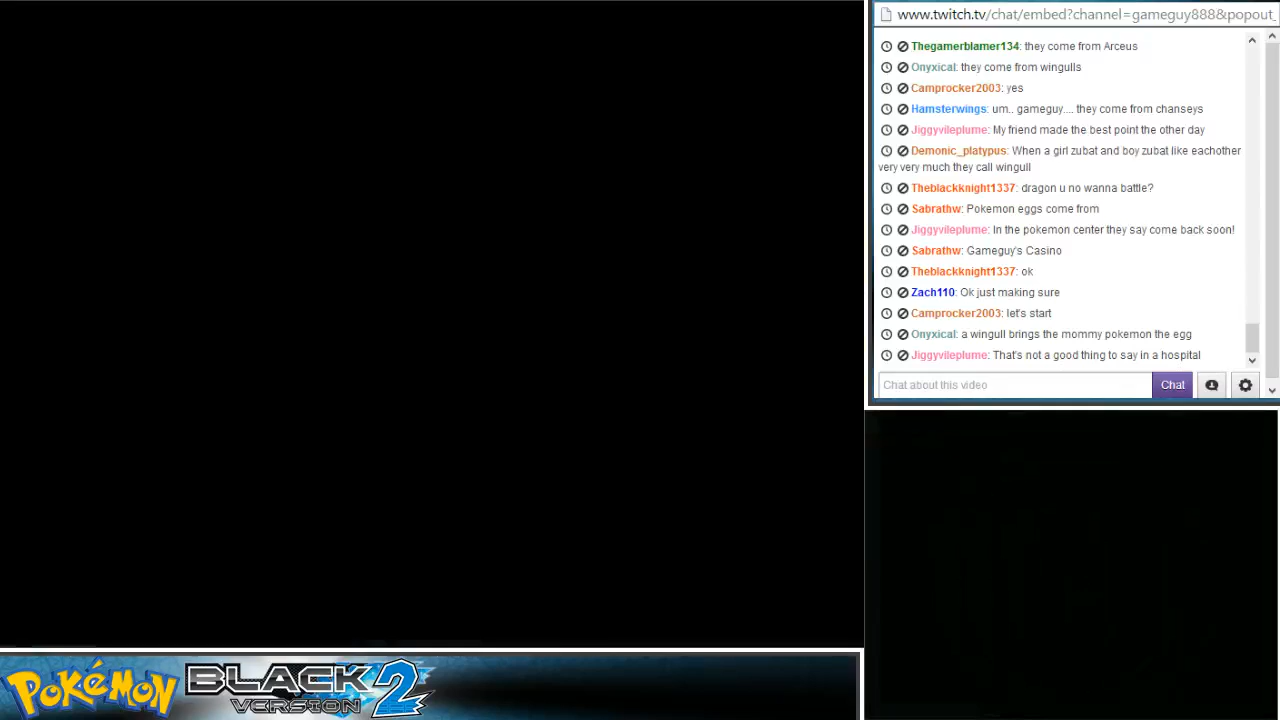 www.twitch.tv/chat/embed?channel=gameguy888&popout_
Thegamerblamer134: they come from Arceus
Onyxical: they come from wingulls
Camprocker2003: yes
Hamsterwings: um.. gameguy.... they come from chanseys
Jiggyvileplume: My friend made the best point the other day
Demonic_platypus: When a girl zubat and boy zubat like eachother
very very much they call wingull
Theblackknight1337: dragon u no wanna battle?
Sabrathw: Pokemon eggs come from
Jiggyvileplume: In the pokemon center they say come back soon!
Sabrathw: Gameguy's Casino
Theblackknight1337: ok
Zach110: Ok just making sure
Camprocker2003: let's start
Onyxical: a wingull brings the mommy pokemon the egg
Jiggyvileplume: That's not a good thing to say in a hospital
Chat about this video
Chat
POKéMON
BLACK 2
VERSION